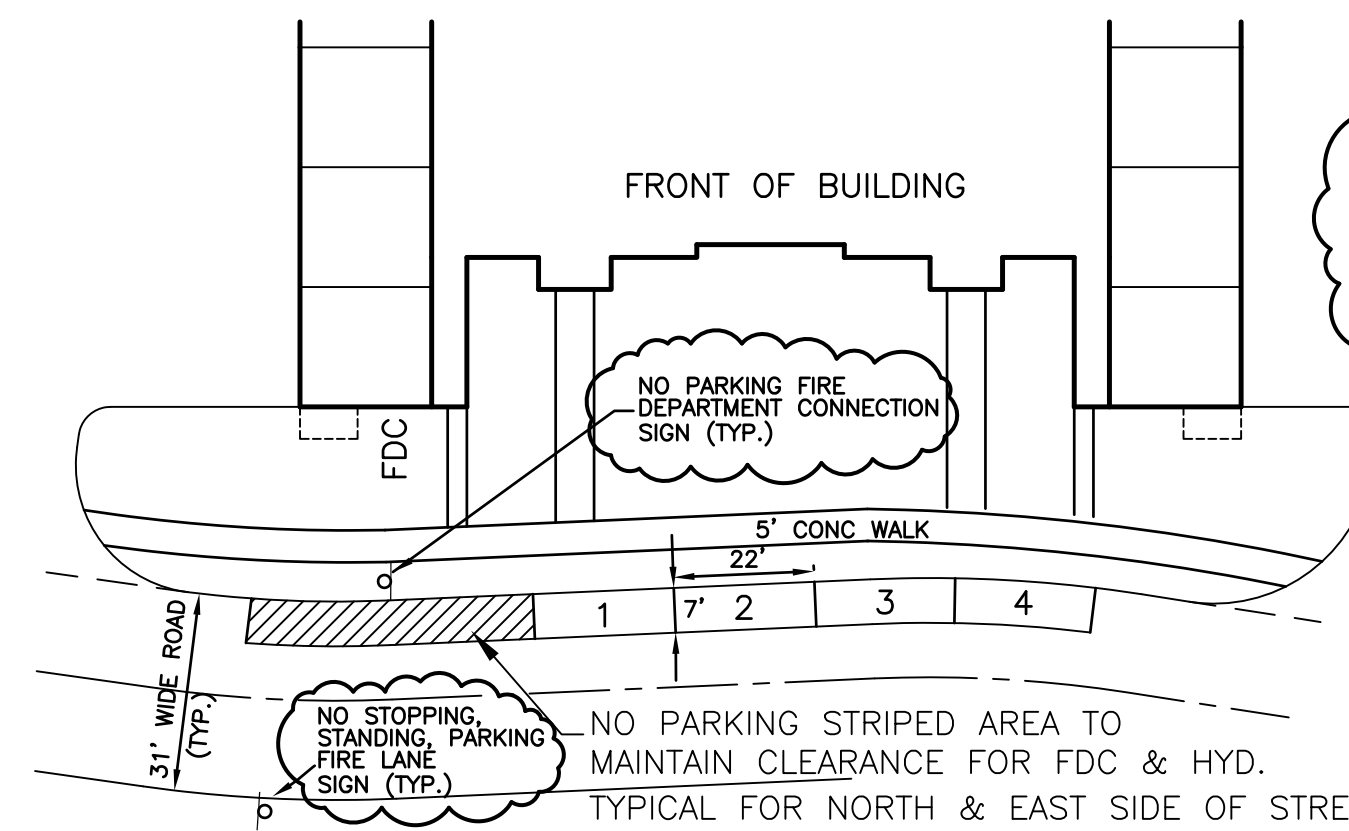 FRONT OF BUILDING
NO PARKING FIRE
DEPARTMENT CONNECTION
SIGN (TYP.)
FDC
5' CONC WALK
22'
1
7'
2
3
4
31' WIDE ROAD
(TYP.)
NO STOPPING,
STANDING, PARKING
FIRE LANE
SIGN (TYP.)
NO PARKING STRIPED AREA TO
MAINTAIN CLEARANCE FOR FDC & HYD.
TYPICAL FOR NORTH & EAST SIDE OF STRE